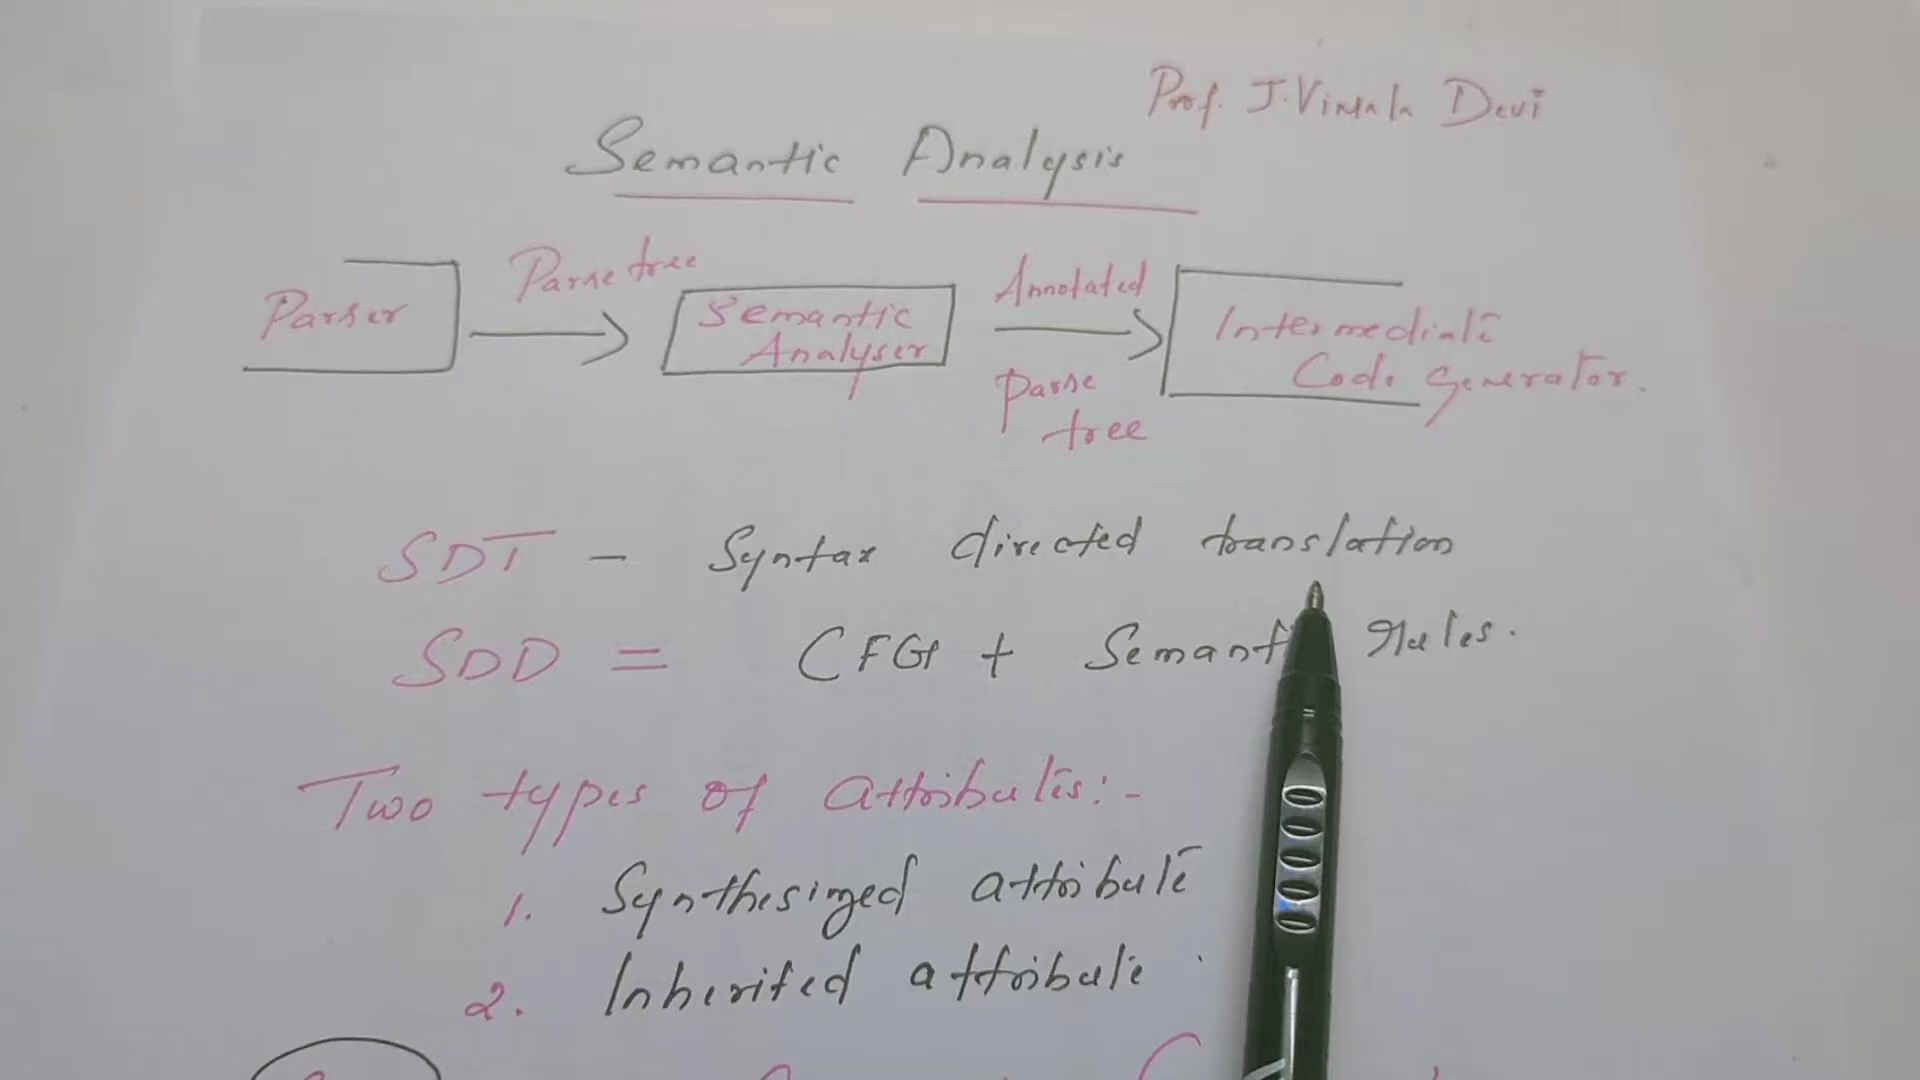 Prof. J. Vimala Devi
Semantic Analysis
Parser
Parse tree
Semantic
Analyser
Annotated
Parse
tree
Intermediate
Code Generator.
SDT - Syntax directed translation
SDD = CFG + Semantic rules.
Two types of attributes:-
1. Synthesized attribute
2. Inherited attribute